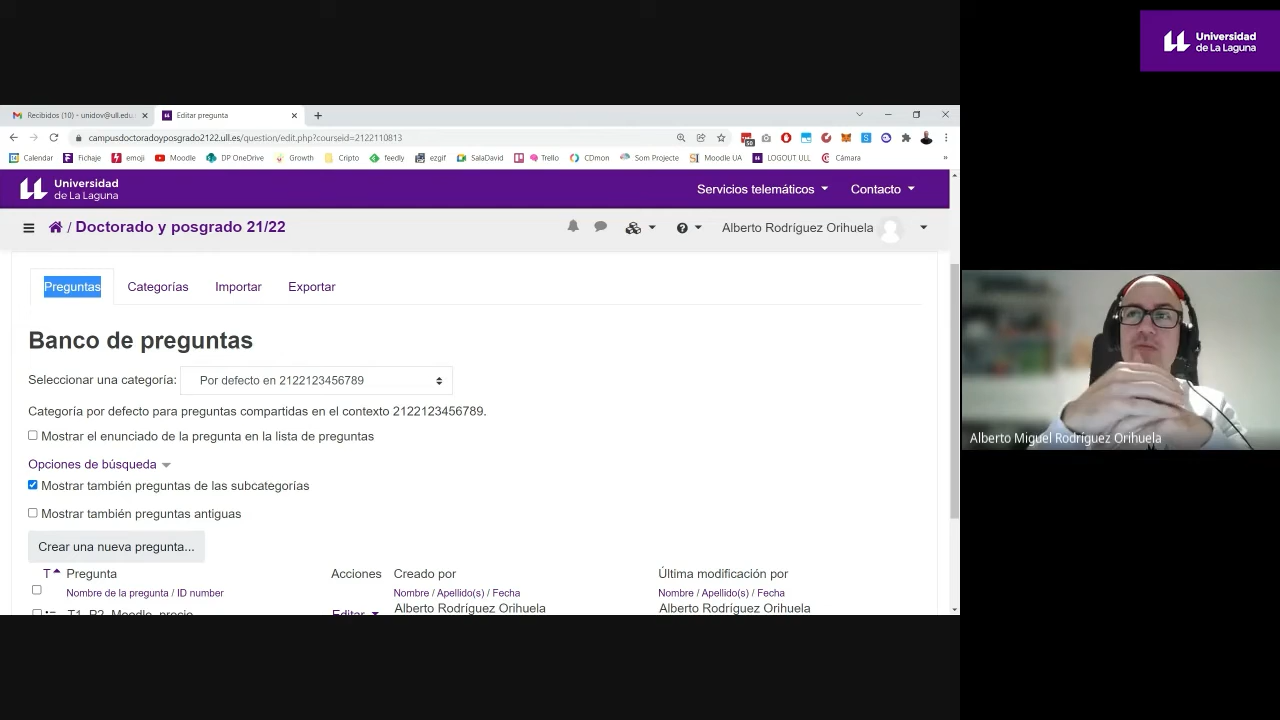 Universidad
de La Laguna
Recibidos (10) - unidov@ull.edu.
Editar pregunta
campusdoctoradoyposgrado2122.ull.es/question/edit.php?courseid=2122110813
50
Calendar Fichaje emoji Moodle DP OneDrive Growth Cripto feedly ezgif SalaDavid Trello CDmon Som Projecte Moodle UA LOGOUT ULL Cámara »
Universidad
de La Laguna
Servicios telemáticos Contacto
/ Doctorado y posgrado 21/22
Alberto Rodríguez Orihuela
Preguntas Categorías Importar Exportar
Banco de preguntas
Seleccionar una categoría: Por defecto en 2122123456789
Categoría por defecto para preguntas compartidas en el contexto 2122123456789.
Mostrar el enunciado de la pregunta en la lista de preguntas
Opciones de búsqueda
Mostrar también preguntas de las subcategorías
Mostrar también preguntas antiguas
Crear una nueva pregunta...
T Pregunta Acciones Creado por Última modificación por
Nombre de la pregunta / ID number Nombre / Apellido(s) / Fecha Nombre / Apellido(s) / Fecha
T1_P2_Moodle_precio Editar Alberto Rodríguez Orihuela Alberto Rodríguez Orihuela
Alberto Miguel Rodríguez Orihuela